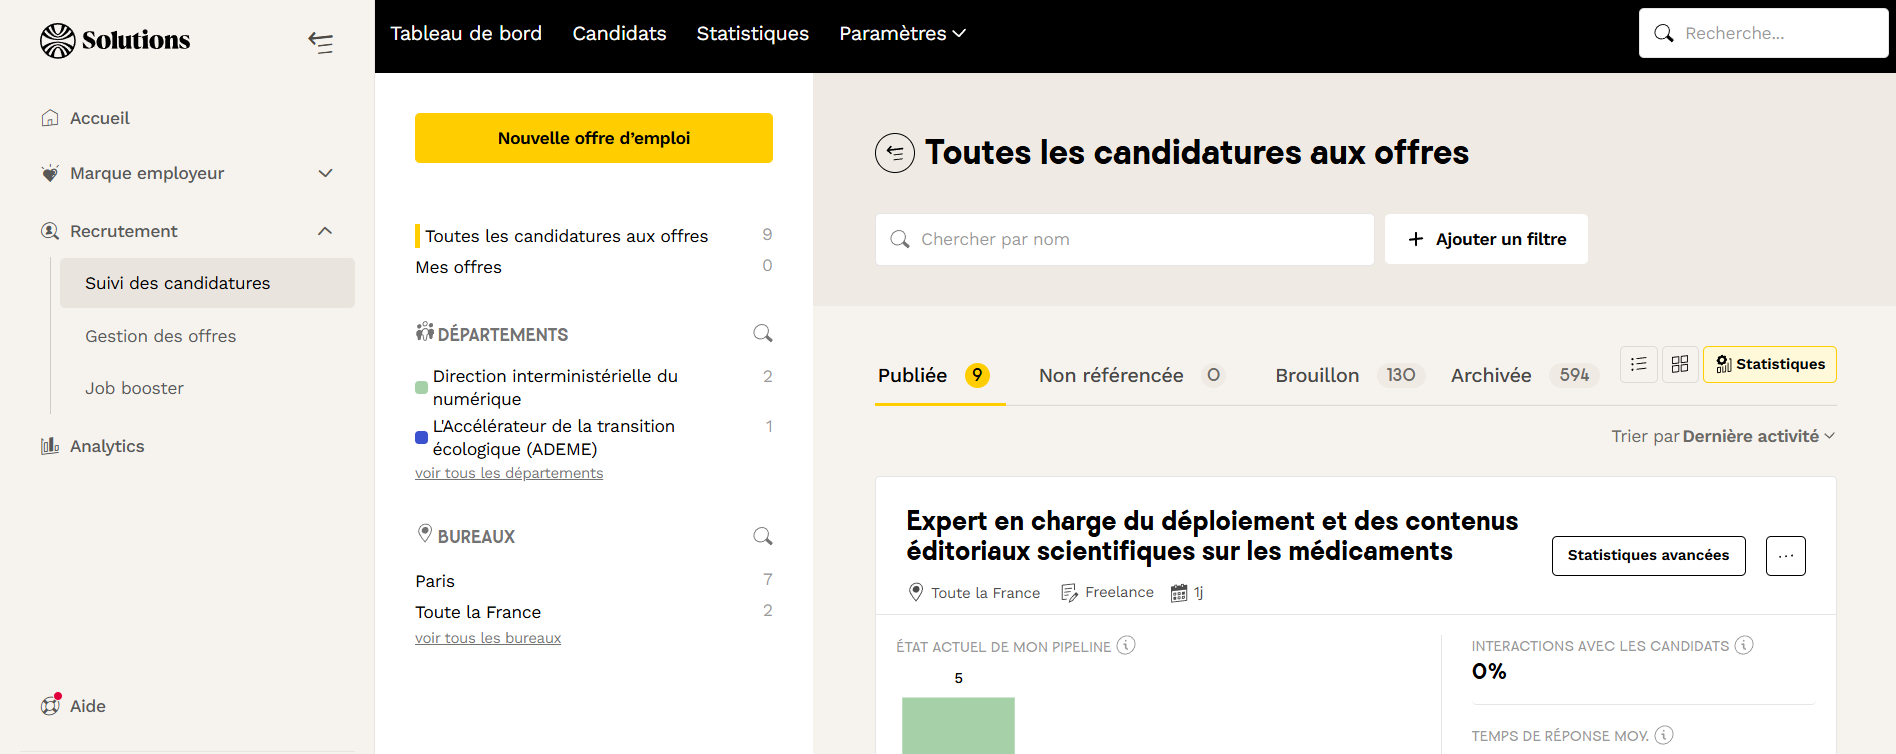 Solutions
Accueil
Marque employeur
Recrutement
Suivi des candidatures
Gestion des offres
Job booster
Analytics
Aide
Tableau de bord
Candidats
Statistiques
Paramètres
Recherche...
Nouvelle offre d'emploi
Toutes les candidatures aux offres 9
Mes offres 0
DÉPARTEMENTS
Direction interministérielle du 2
numérique
L'Accélérateur de la transition 1
écologique (ADEME)
voir tous les départements
BUREAUX
Paris 7
Toute la France 2
voir tous les bureaux
Toutes les candidatures aux offres
Chercher par nom
+ Ajouter un filtre
Publiée 9
Non référencée 0
Brouillon 130
Archivée 594
Statistiques
Trier par Dernière activité
Expert en charge du déploiement et des contenus
éditoriaux scientifiques sur les médicaments
Statistiques avancées
...
Toute la France
Freelance
1j
ÉTAT ACTUEL DE MON PIPELINE
5
INTERACTIONS AVEC LES CANDIDATS
0%
TEMPS DE RÉPONSE MOY.